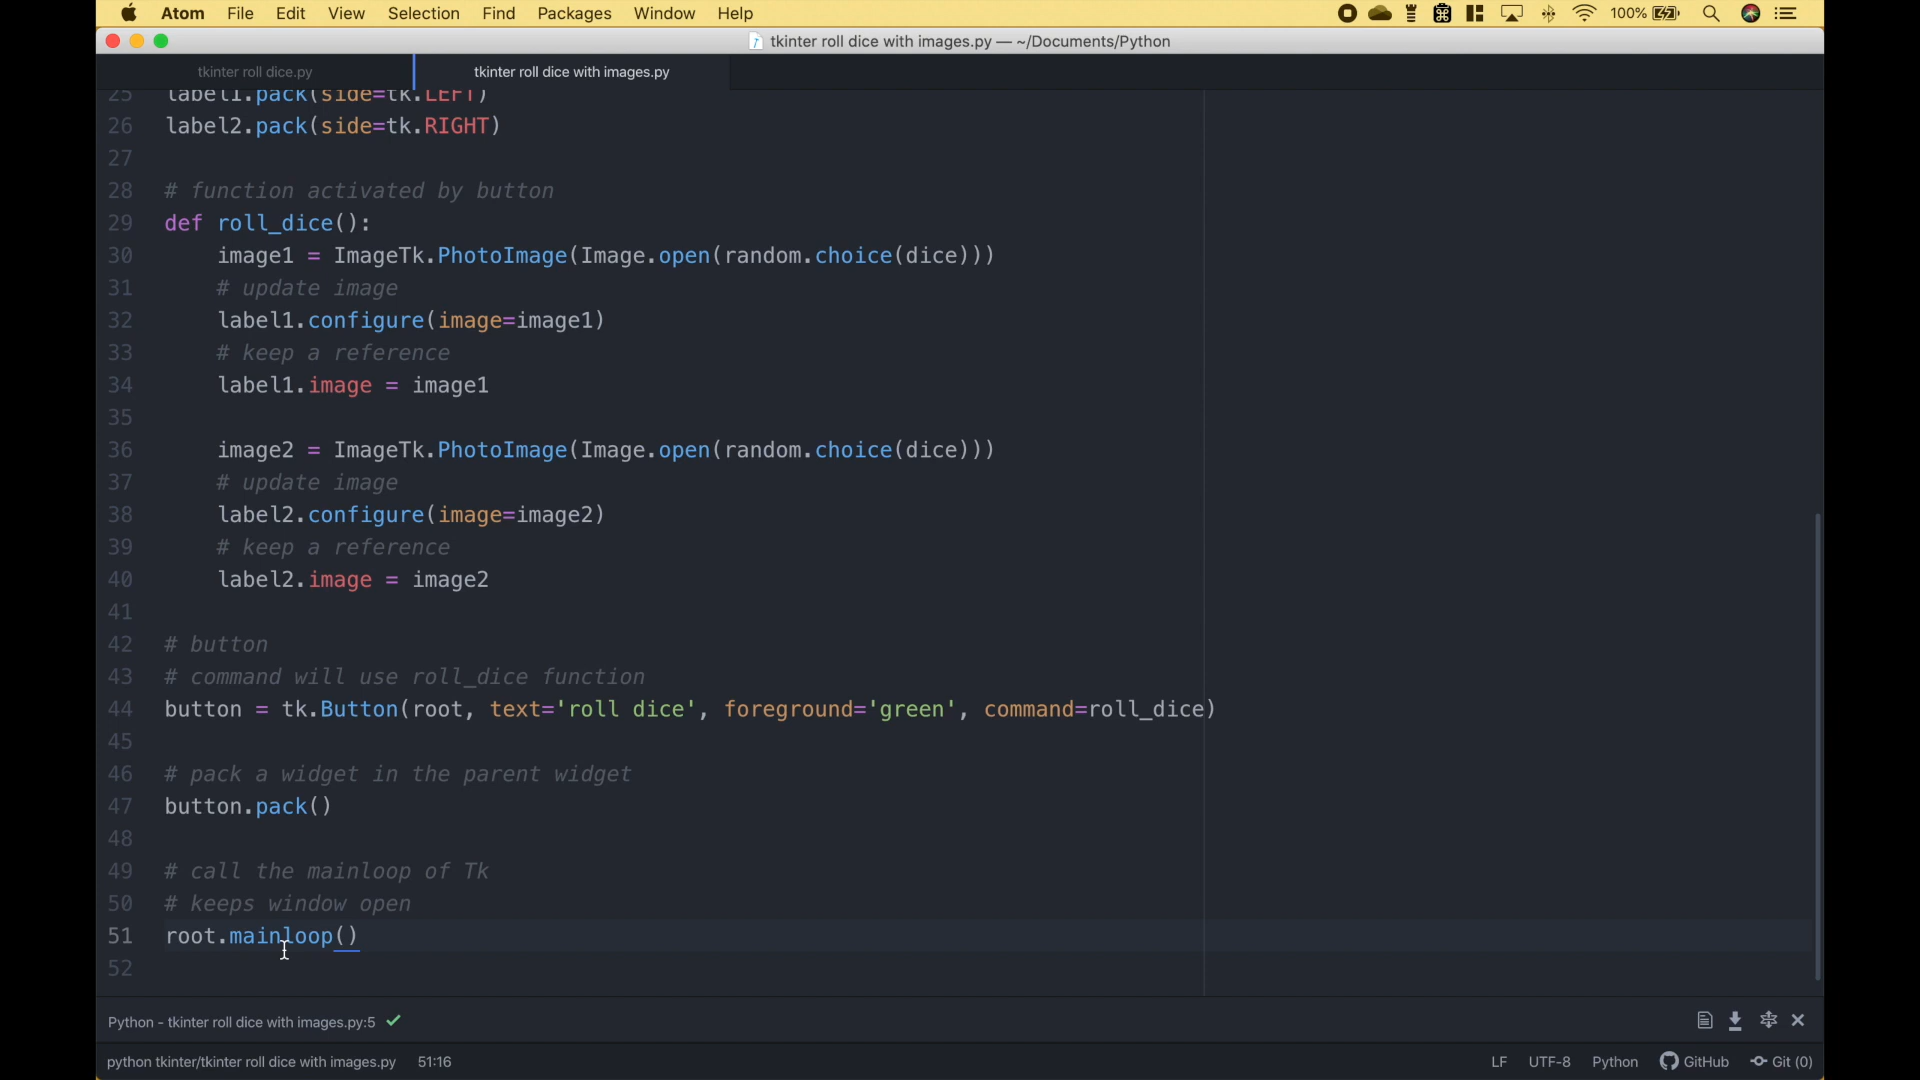 Atom File Edit View Selection Find Packages Window Help 100%
tkinter roll dice with images.py — ~/Documents/Python
tkinter roll dice.py tkinter roll dice with images.py
25 label1.pack(side=tk.LEFT)
26 label2.pack(side=tk.RIGHT)
27
28 # function activated by button
29 def roll_dice():
30 image1 = ImageTk.PhotoImage(Image.open(random.choice(dice)))
31 # update image
32 label1.configure(image=image1)
33 # keep a reference
34 label1.image = image1
35
36 image2 = ImageTk.PhotoImage(Image.open(random.choice(dice)))
37 # update image
38 label2.configure(image=image2)
39 # keep a reference
40 label2.image = image2
41
42 # button
43 # command will use roll_dice function
44 button = tk.Button(root, text='roll dice', foreground='green', command=roll_dice)
45
46 # pack a widget in the parent widget
47 button.pack()
48
49 # call the mainloop of Tk
50 # keeps window open
51 root.mainloop()
52
Python - tkinter roll dice with images.py:5
python tkinter/tkinter roll dice with images.py 51:16 LF UTF-8 Python GitHub Git (0)